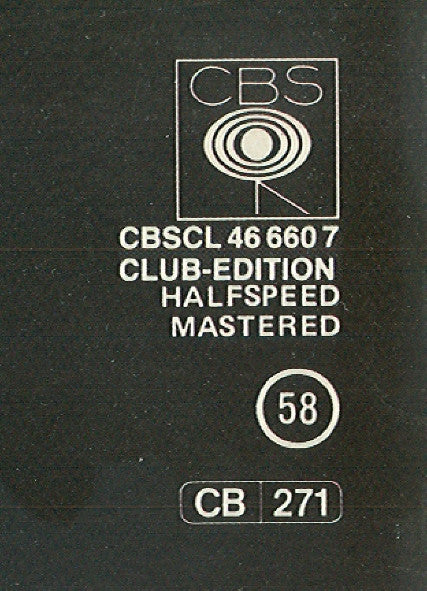 CBS
CBSCL 46 660 7
CLUB-EDITION
HALFSPEED
MASTERED
58
CB 271